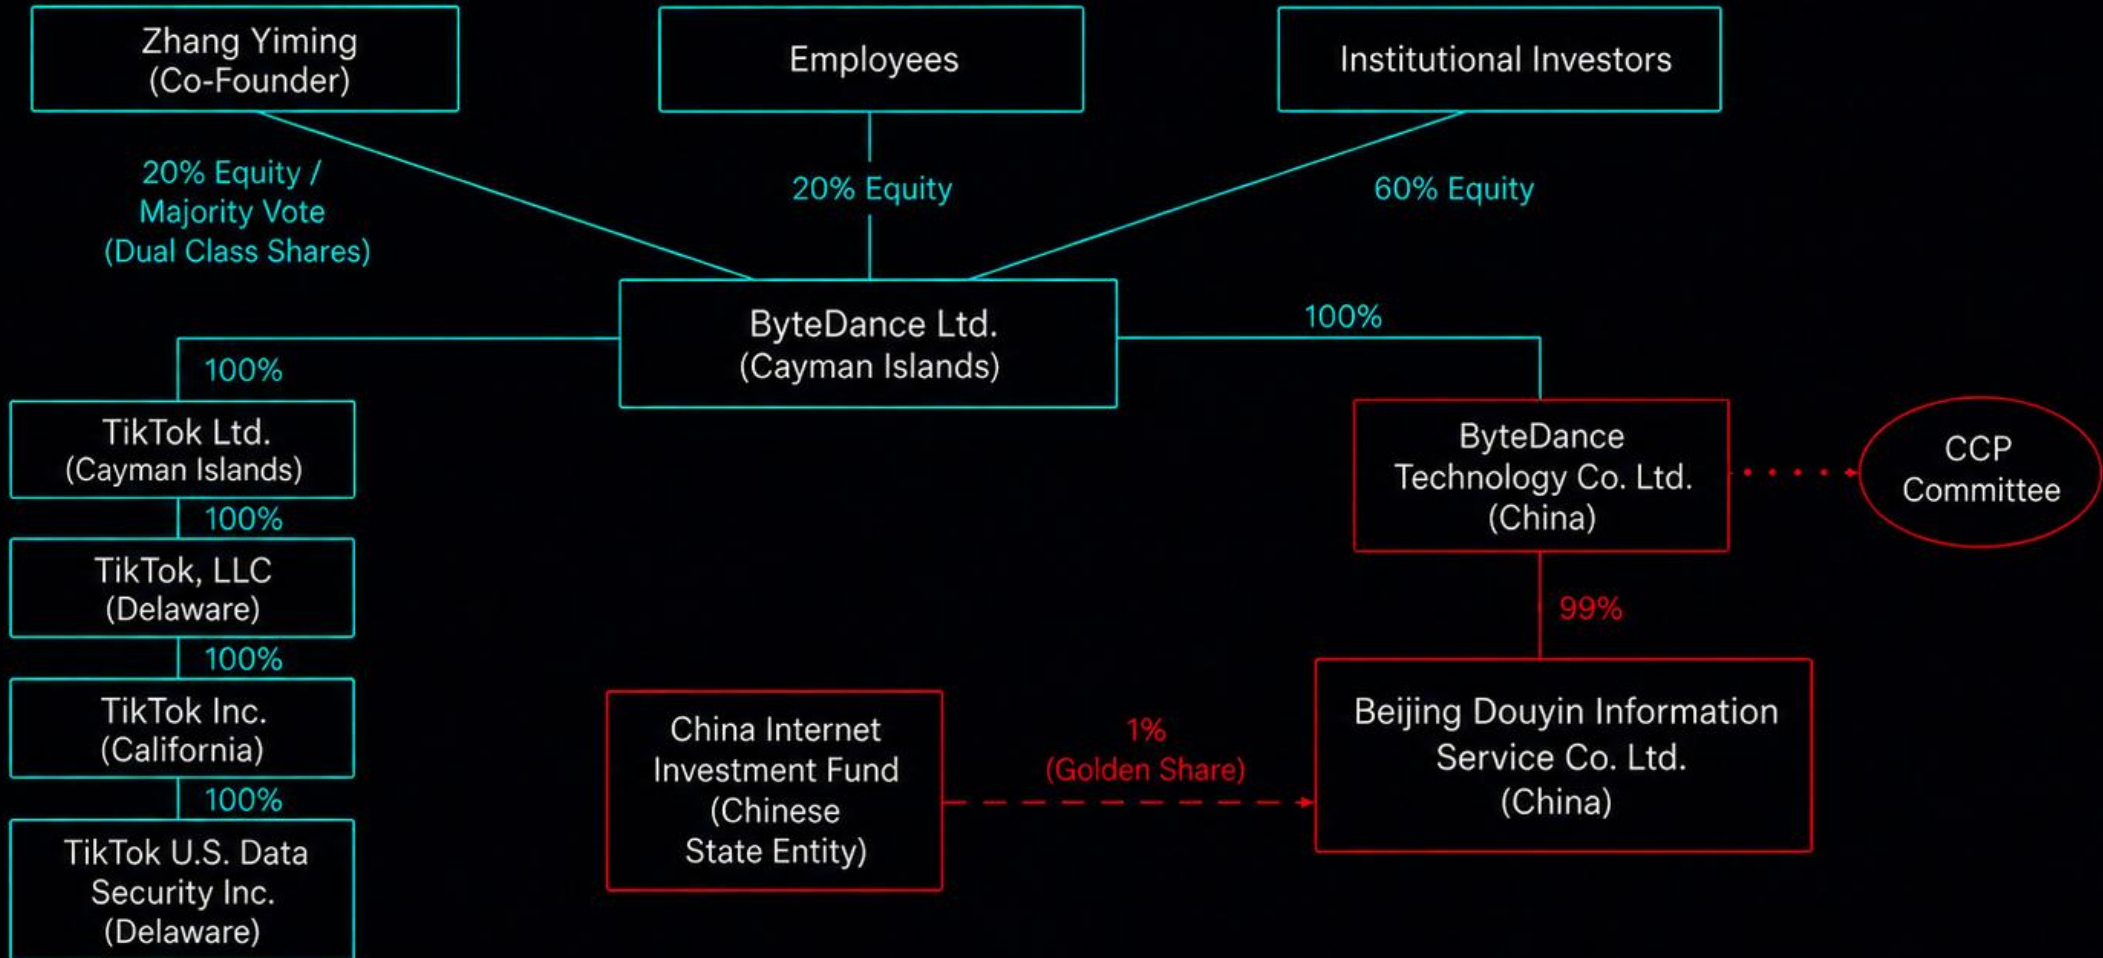 Zhang Yiming
(Co-Founder)
Employees
Institutional Investors
20% Equity /
Majority Vote
(Dual Class Shares)
20% Equity
60% Equity
ByteDance Ltd.
(Cayman Islands)
100%
100%
TikTok Ltd.
(Cayman Islands)
ByteDance
Technology Co. Ltd.
(China)
CCP
Committee
100%
TikTok, LLC
(Delaware)
99%
100%
TikTok Inc.
(California)
China Internet
Investment Fund
(Chinese
State Entity)
1%
(Golden Share)
Beijing Douyin Information
Service Co. Ltd.
(China)
100%
TikTok U.S. Data
Security Inc.
(Delaware)